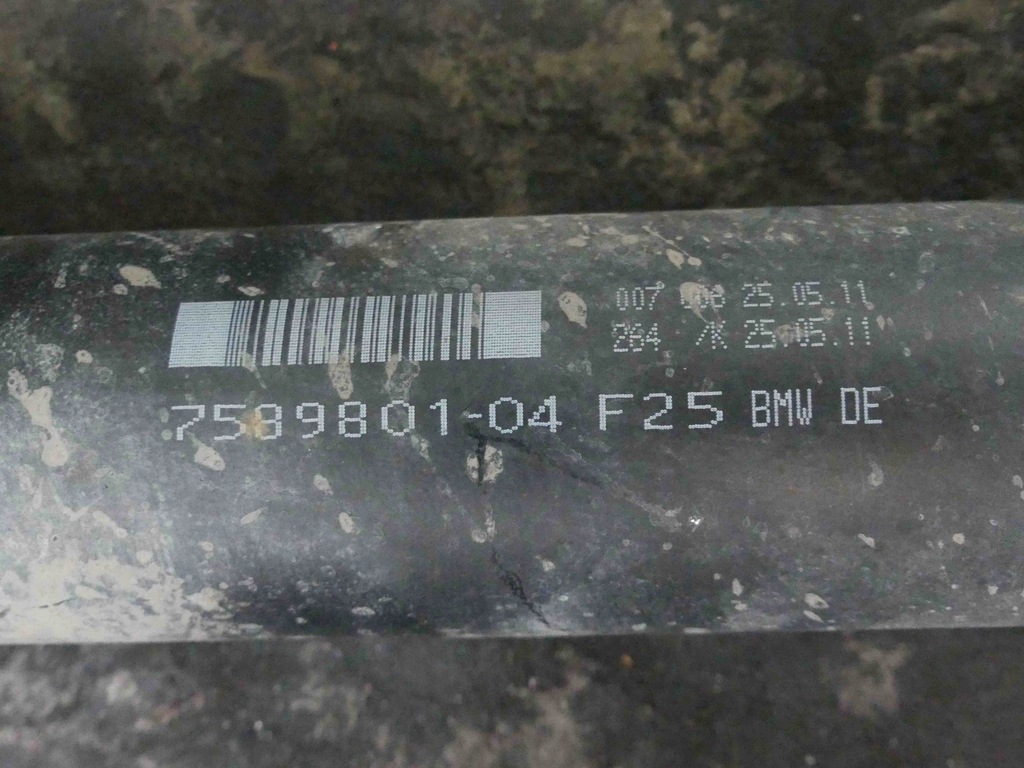 007 25.05.11
264 /K 25.05.11
7589801-04 F25 BMW DE